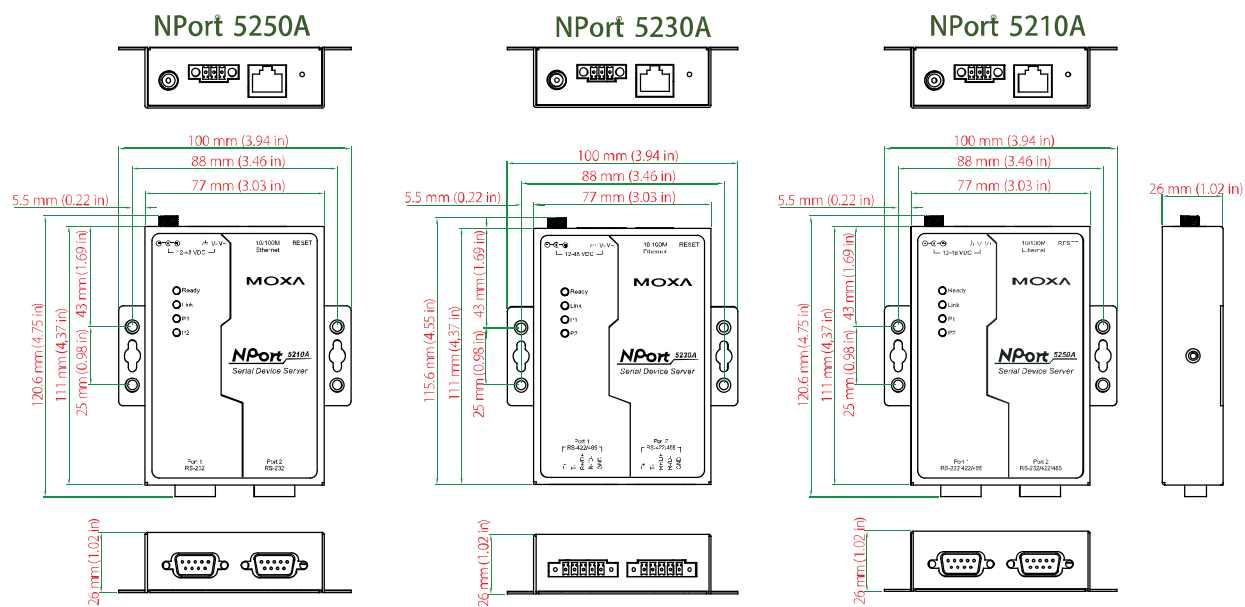 NPort® 5250A
100 mm (3.94 in)
88 mm (3.46 in)
77 mm (3.03 in)
5.5 mm (0.22 in)
120.6 mm (4.75 in)
111 mm (4,37 in)
43 mm (1.69 in)
25 mm (0.98 in)
V+ V-
12-48 VDC
10/100M
Ethernet
RESET
MOXA
Ready
Link
P1
P2
NPort 5210A
Serial Device Server
Port 1
RS-232
Port 2
RS-232
26 mm (1.02 in)
NPort® 5230A
100 mm (3.94 in)
88 mm (3.46 in)
77 mm (3.03 in)
5.5 mm (0.22 in)
115.6 mm (4.55 in)
111 mm (4,37 in)
43 mm (1.69 in)
25 mm (0.98 in)
V+ V-
12-48 VDC
10/100M
Ethernet
RESET
MOXA
Ready
Link
P1
P2
NPort 5230A
Serial Device Server
Port 1
RS-422/485
GND
Port 2
RS-422/485
GND
26 mm (1.02 in)
NPort® 5210A
100 mm (3.94 in)
88 mm (3.46 in)
77 mm (3.03 in)
5.5 mm (0.22 in)
120.6 mm (4.75 in)
111 mm (4,37 in)
43 mm (1.69 in)
25 mm (0.98 in)
12-48 VDC
10/100M
Ethernet
RESET
MOXA
Ready
Link
P1
P2
NPort 5250A
Serial Device Server
Port 1
RS-232/422/485
Port 2
RS-232/422/485
26 mm (1.02 in)
26 mm (1.02 in)